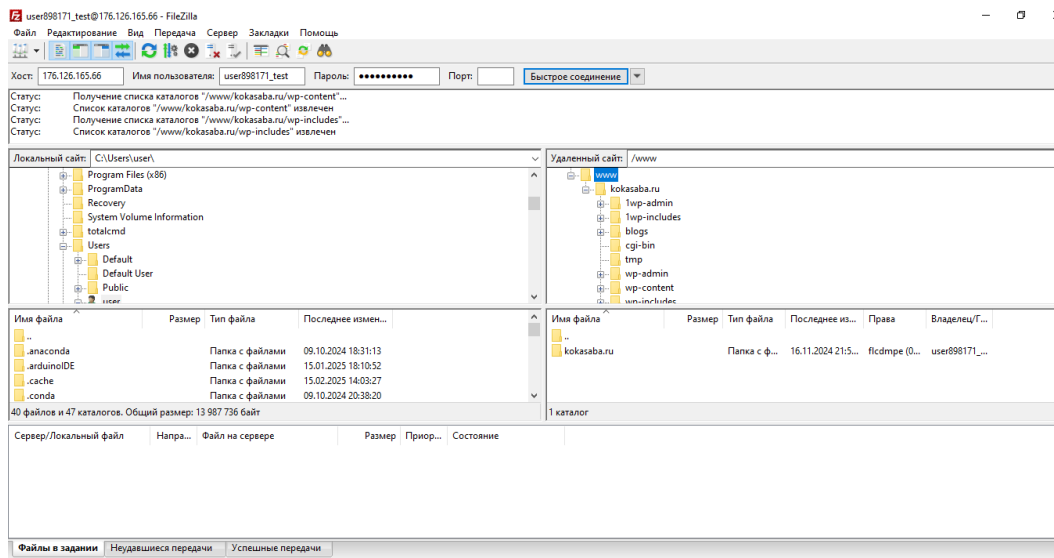 user898171_test@176.126.165.66 - FileZilla
Файл Редактирование Вид Передача Сервер Закладки Помощь
Хост: 176.126.165.66 Имя пользователя: user898171_test Пароль: ●●●●●●●●●● Порт: Быстрое соединение
Статус: Получение списка каталогов "/www/kokasaba.ru/wp-content"...
Статус: Список каталогов "/www/kokasaba.ru/wp-content" извлечен
Статус: Получение списка каталогов "/www/kokasaba.ru/wp-includes"...
Статус: Список каталогов "/www/kokasaba.ru/wp-includes" извлечен
Локальный сайт: C:\Users\user\
Program Files (x86)
ProgramData
Recovery
System Volume Information
totalcmd
Users
Default
Default User
Public
user
Удаленный сайт: /www
www
kokasaba.ru
1wp-admin
1wp-includes
blogs
cgi-bin
tmp
wp-admin
wp-content
wp-includes
Имя файла Размер Тип файла Последнее измен...
..
.anaconda Папка с файлами 09.10.2024 18:31:13
.arduinoIDE Папка с файлами 15.01.2025 18:10:52
.cache Папка с файлами 15.02.2025 14:03:27
.conda Папка с файлами 09.10.2024 20:38:20
40 файлов и 47 каталогов. Общий размер: 13 987 736 байт
Имя файла Размер Тип файла Последнее из... Права Владелец/Г...
..
kokasaba.ru Папка с ф... 16.11.2024 21:5... flcdmpe (0... user898171_...
1 каталог
Сервер/Локальный файл Напра... Файл на сервере Размер Приор... Состояние
Файлы в задании Неудавшиеся передачи Успешные передачи